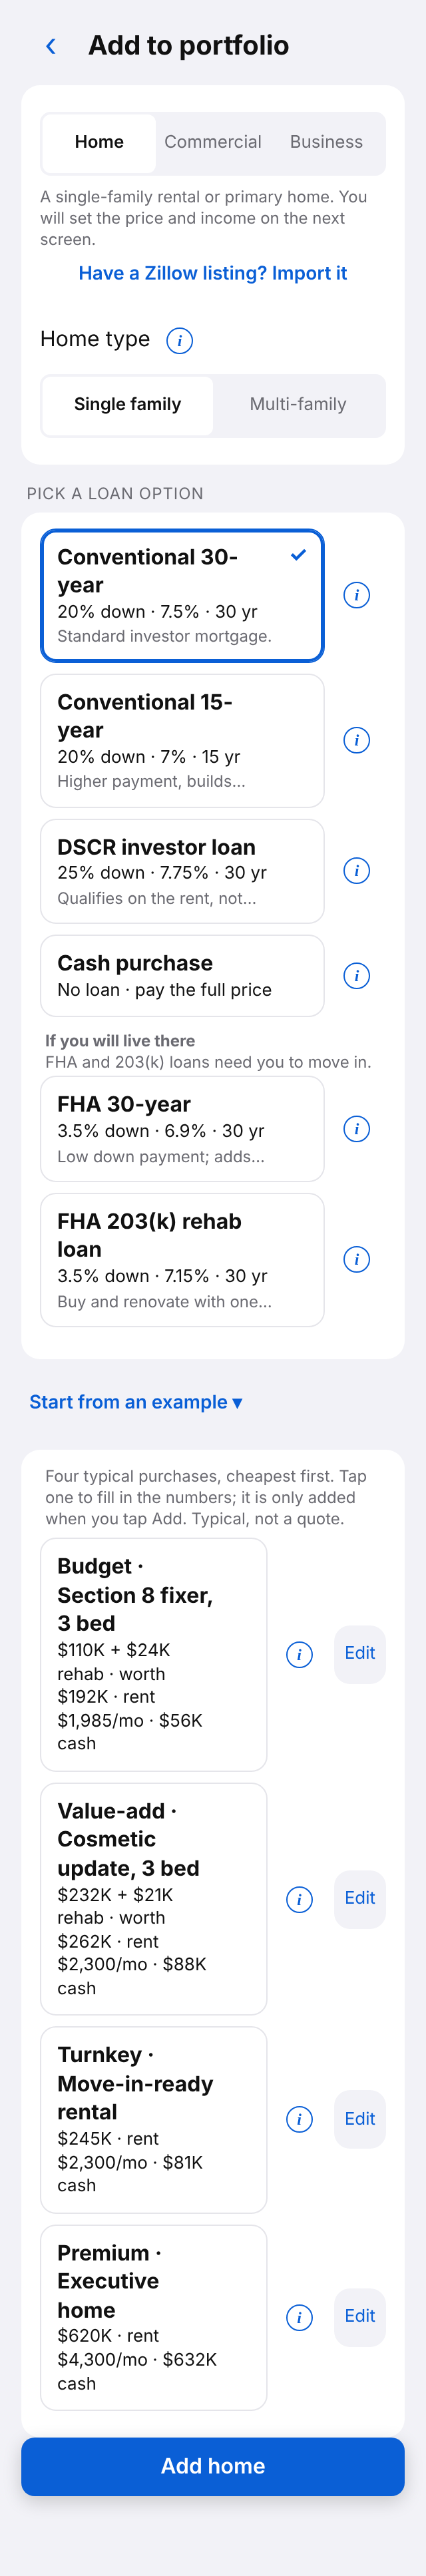 Add to portfolio
Home Commercial Business
A single-family rental or primary home. You
will set the price and income on the next
screen.
Have a Zillow listing? Import it
Home type i
Single family Multi-family
PICK A LOAN OPTION
Conventional 30-
year
20% down · 7.5% · 30 yr
Standard investor mortgage.
i
Conventional 15-
year
20% down · 7% · 15 yr
Higher payment, builds...
i
DSCR investor loan
25% down · 7.75% · 30 yr
Qualifies on the rent, not...
i
Cash purchase
No loan · pay the full price
i
If you will live there
FHA and 203(k) loans need you to move in.
FHA 30-year
3.5% down · 6.9% · 30 yr
Low down payment; adds...
i
FHA 203(k) rehab
loan
3.5% down · 7.15% · 30 yr
Buy and renovate with one...
i
Start from an example ▾
Four typical purchases, cheapest first. Tap
one to fill in the numbers; it is only added
when you tap Add. Typical, not a quote.
Budget ·
Section 8 fixer,
3 bed
$110K + $24K
rehab · worth
$192K · rent
$1,985/mo · $56K
cash
i Edit
Value-add ·
Cosmetic
update, 3 bed
$232K + $21K
rehab · worth
$262K · rent
$2,300/mo · $88K
cash
i Edit
Turnkey ·
Move-in-ready
rental
$245K · rent
$2,300/mo · $81K
cash
i Edit
Premium ·
Executive
home
$620K · rent
$4,300/mo · $632K
cash
i Edit
Add home